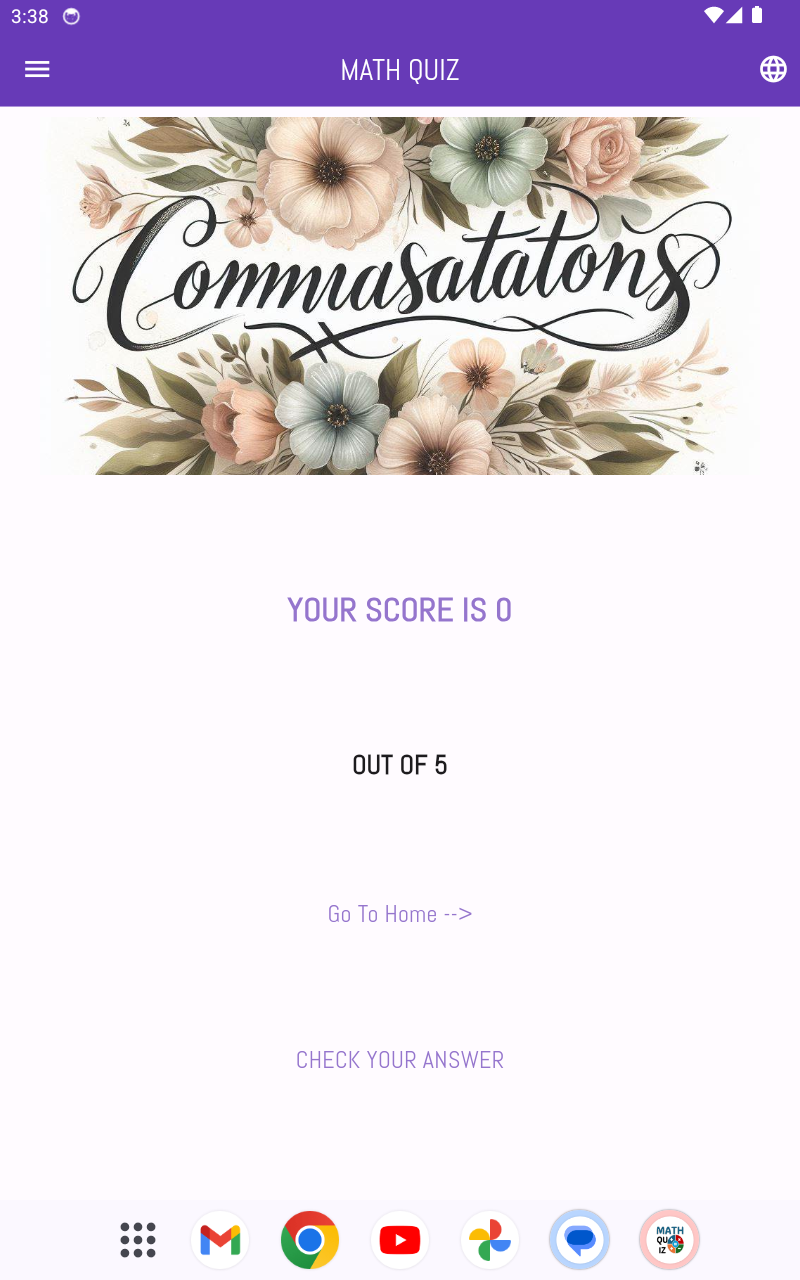 3:38
MATH QUIZ
Commasatatons
YOUR SCORE IS 0
OUT OF 5
Go To Home -->
CHECK YOUR ANSWER
MATH
QU
IZ